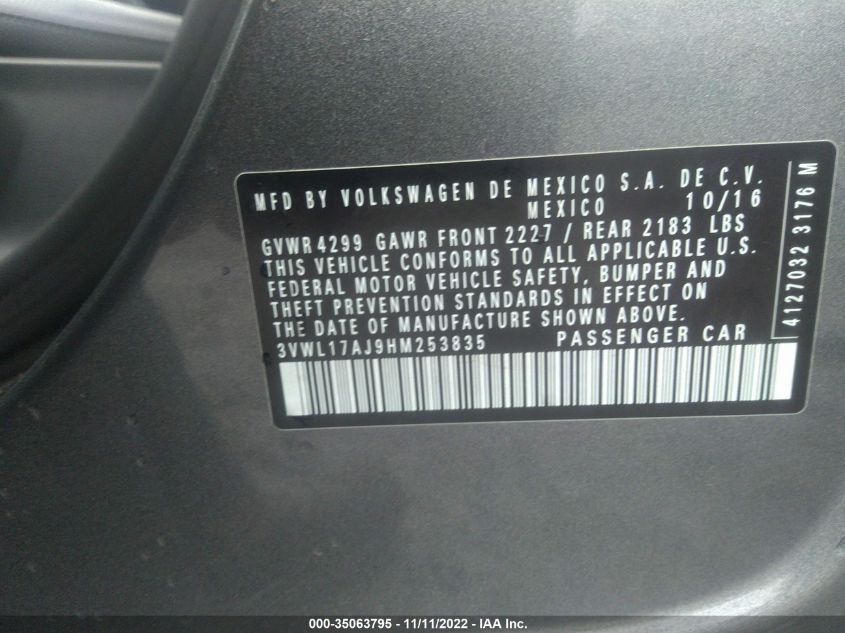 MFD BY VOLKSWAGEN DE MEXICO S.A. DE C.V.
MEXICO 10/16
GVWR 4299 GAWR FRONT 2227 / REAR 2183 LBS
THIS VEHICLE CONFORMS TO ALL APPLICABLE U.S.
FEDERAL MOTOR VEHICLE SAFETY, BUMPER AND
THEFT PREVENTION STANDARDS IN EFFECT ON
THE DATE OF MANUFACTURE SHOWN ABOVE.
3VWL17AJ9HM253835 PASSENGER CAR
4127032 3176 M
000-35063795 - 11/11/2022 - IAA Inc.